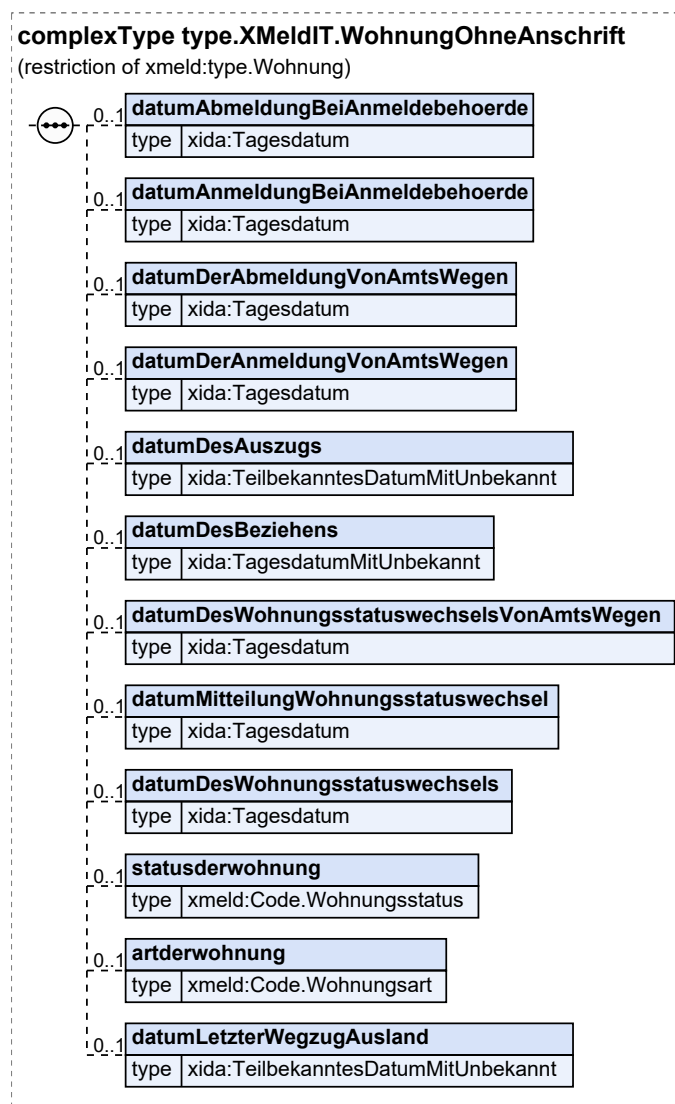 complexType type.XMeldIT.WohnungOhneAnschrift
(restriction of xmeld:type.Wohnung)
0..1 datumAbmeldungBeiAnmeldebehoerde
type xida:Tagesdatum
0..1 datumAnmeldungBeiAnmeldebehoerde
type xida:Tagesdatum
0..1 datumDerAbmeldungVonAmtsWegen
type xida:Tagesdatum
0..1 datumDerAnmeldungVonAmtsWegen
type xida:Tagesdatum
0..1 datumDesAuszugs
type xida:TeilbekanntesDatumMitUnbekannt
0..1 datumDesBeziehens
type xida:TagesdatumMitUnbekannt
0..1 datumDesWohnungsstatuswechselsVonAmtsWegen
type xida:Tagesdatum
0..1 datumMitteilungWohnungsstatuswechsel
type xida:Tagesdatum
0..1 datumDesWohnungsstatuswechsels
type xida:Tagesdatum
0..1 statusderwohnung
type xmeld:Code.Wohnungsstatus
0..1 artderwohnung
type xmeld:Code.Wohnungsart
0..1 datumLetzterWegzugAusland
type xida:TeilbekanntesDatumMitUnbekannt